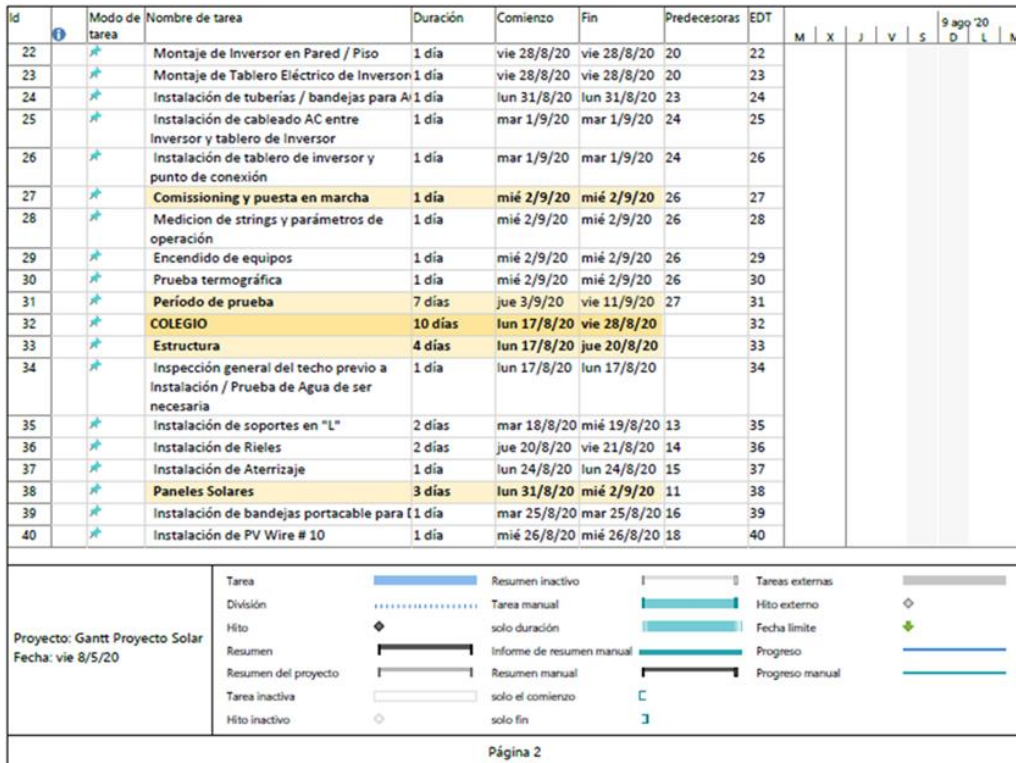 Id Modo de tarea Nombre de tarea Duración Comienzo Fin Predecesoras EDT 9 ago '20
M X J V S D L M
22 Montaje de Inversor en Pared / Piso 1 día vie 28/8/20 vie 28/8/20 20 22
23 Montaje de Tablero Eléctrico de Inversor 1 día vie 28/8/20 vie 28/8/20 20 23
24 Instalación de tuberías / bandejas para A 1 día lun 31/8/20 lun 31/8/20 23 24
25 Instalación de cableado AC entre 1 día mar 1/9/20 mar 1/9/20 24 25
Inversor y tablero de Inversor
26 Instalación de tablero de inversor y 1 día mar 1/9/20 mar 1/9/20 24 26
punto de conexión
27 Comissioning y puesta en marcha 1 día mié 2/9/20 mié 2/9/20 26 27
28 Medicion de strings y parámetros de 1 día mié 2/9/20 mié 2/9/20 26 28
operación
29 Encendido de equipos 1 día mié 2/9/20 mié 2/9/20 26 29
30 Prueba termográfica 1 día mié 2/9/20 mié 2/9/20 26 30
31 Período de prueba 7 días jue 3/9/20 vie 11/9/20 27 31
32 COLEGIO 10 días lun 17/8/20 vie 28/8/20 32
33 Estructura 4 días lun 17/8/20 jue 20/8/20 33
34 Inspección general del techo previo a 1 día lun 17/8/20 lun 17/8/20 34
Instalación / Prueba de Agua de ser
necesaria
35 Instalación de soportes en "L" 2 días mar 18/8/20 mié 19/8/20 13 35
36 Instalación de Rieles 2 días jue 20/8/20 vie 21/8/20 14 36
37 Instalación de Aterrizaje 1 día lun 24/8/20 lun 24/8/20 15 37
38 Paneles Solares 3 días lun 31/8/20 mié 2/9/20 11 38
39 Instalación de bandejas portacable para 1 día mar 25/8/20 mar 25/8/20 16 39
40 Instalación de PV Wire # 10 1 día mié 26/8/20 mié 26/8/20 18 40
Proyecto: Gantt Proyecto Solar
Fecha: vie 8/5/20
Tarea Resumen inactivo Tareas externas
División Tarea manual Hito externo
Hito solo duración Fecha límite
Resumen Informe de resumen manual Progreso
Resumen del proyecto Resumen manual Progreso manual
Tarea inactiva solo el comienzo
Hito inactivo solo fin
Página 2